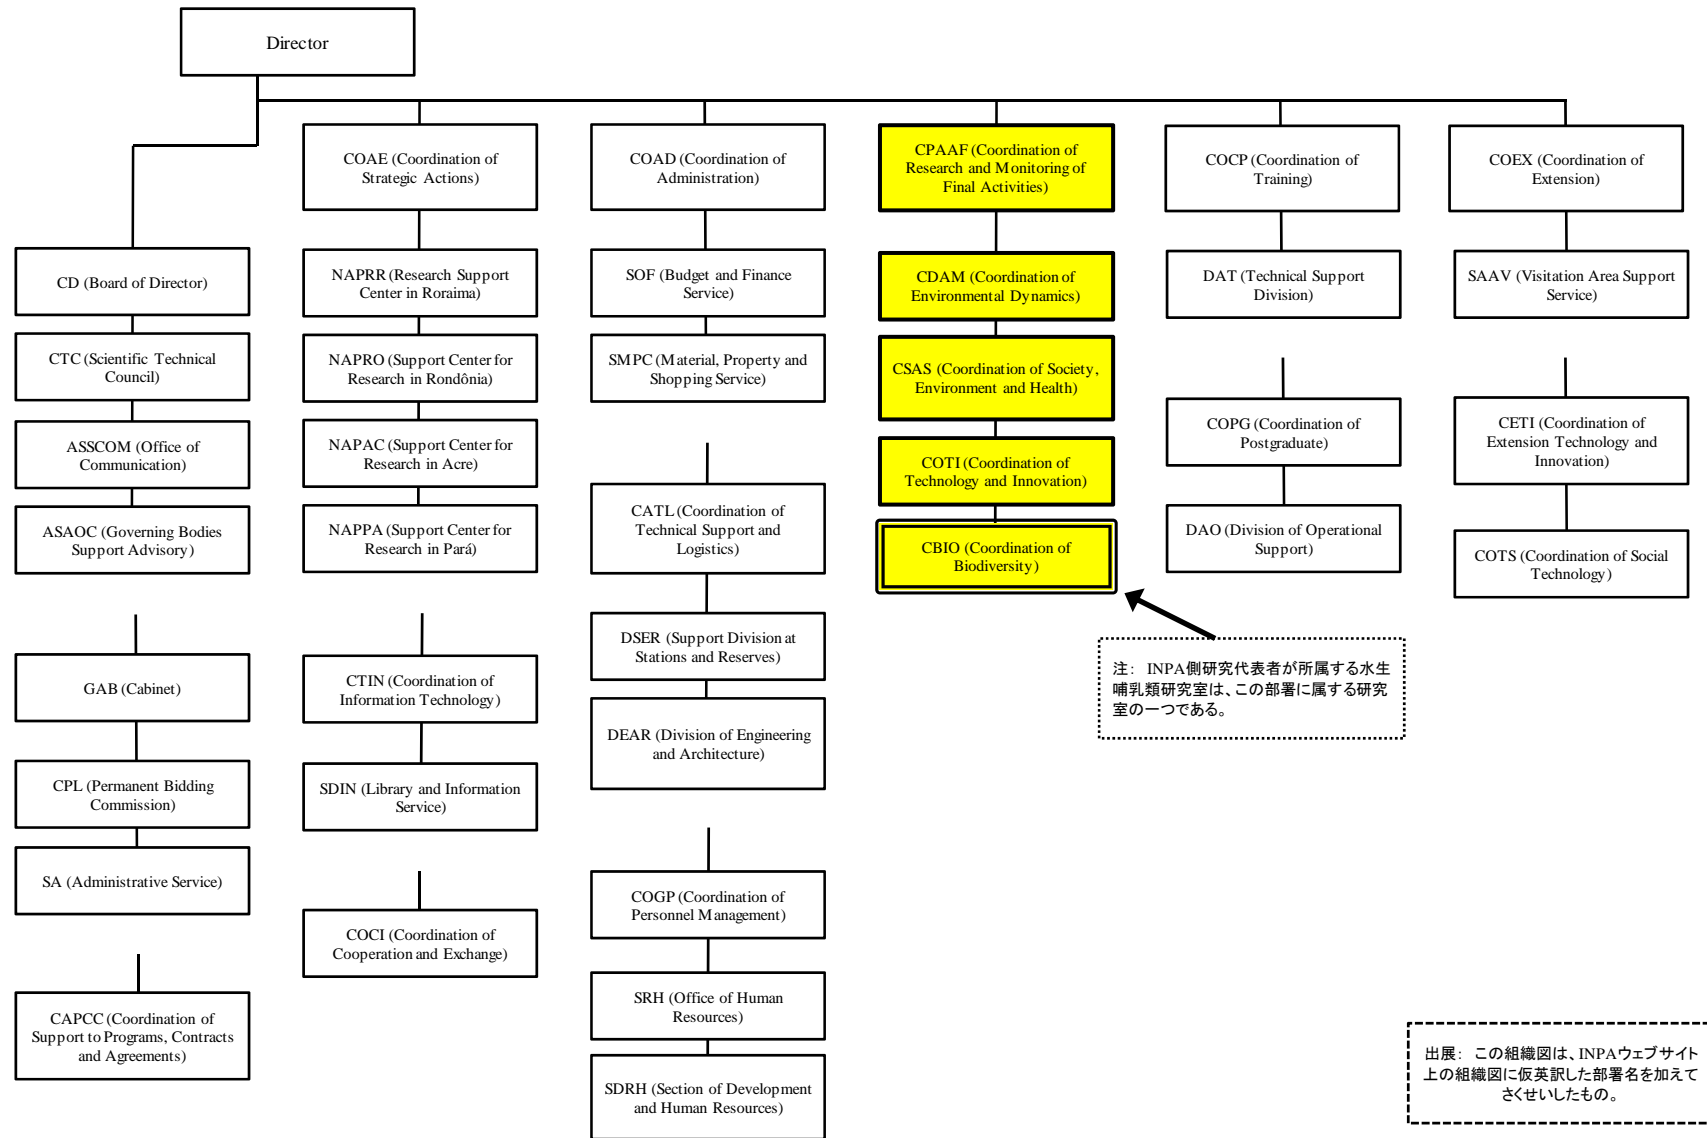 Director
CD (Board of Director)
CTC (Scientific Technical
Council)
ASSCOM (Office of
Communication)
ASAOC (Governing Bodies
Support Advisory)
GAB (Cabinet)
CPL (Permanent Bidding
Commission)
SA (Administrative Service)
CAPCC (Coordination of
Support to Programs, Contracts
and Agreements)
COAE (Coordination of
Strategic Actions)
NAPRR (Research Support
Center in Roraima)
NAPRO (Support Center for
Research in Rondônia)
NAPAC (Support Center for
Research in Acre)
NAPPA (Support Center for
Research in Pará)
CTIN (Coordination of
Information Technology)
SDIN (Library and Information
Service)
COCI (Coordination of
Cooperation and Exchange)
COAD (Coordination of
Administration)
SOF (Budget and Finance
Service)
SMPC (Material, Property and
Shopping Service)
CATL (Coordination of
Technical Support and
Logistics)
DSER (Support Division at
Stations and Reserves)
DEAR (Division of Engineering
and Architecture)
COGP (Coordination of
Personnel Management)
SRH (Office of Human
Resources)
SDRH (Section of Development
and Human Resources)
CPAAF (Coordination of
Research and Monitoring of
Final Activities)
CDAM (Coordination of
Environmental Dynamics)
CSAS (Coordination of Society,
Environment and Health)
COTI (Coordination of
Technology and Innovation)
CBIO (Coordination of
Biodiversity)
注: INPA側研究代表者が所属する水生
哺乳類研究室は、この部署に属する研究
室の一つである。
COCP (Coordination of
Training)
DAT (Technical Support
Division)
COPG (Coordination of
Postgraduate)
DAO (Division of Operational
Support)
COEX (Coordination of
Extension)
SAAV (Visitation Area Support
Service)
CETI (Coordination of
Extension Technology and
Innovation)
COTS (Coordination of Social
Technology)
出展: この組織図は、INPAウェブサイト
上の組織図に仮英訳した部署名を加えて
さくせいしたもの。